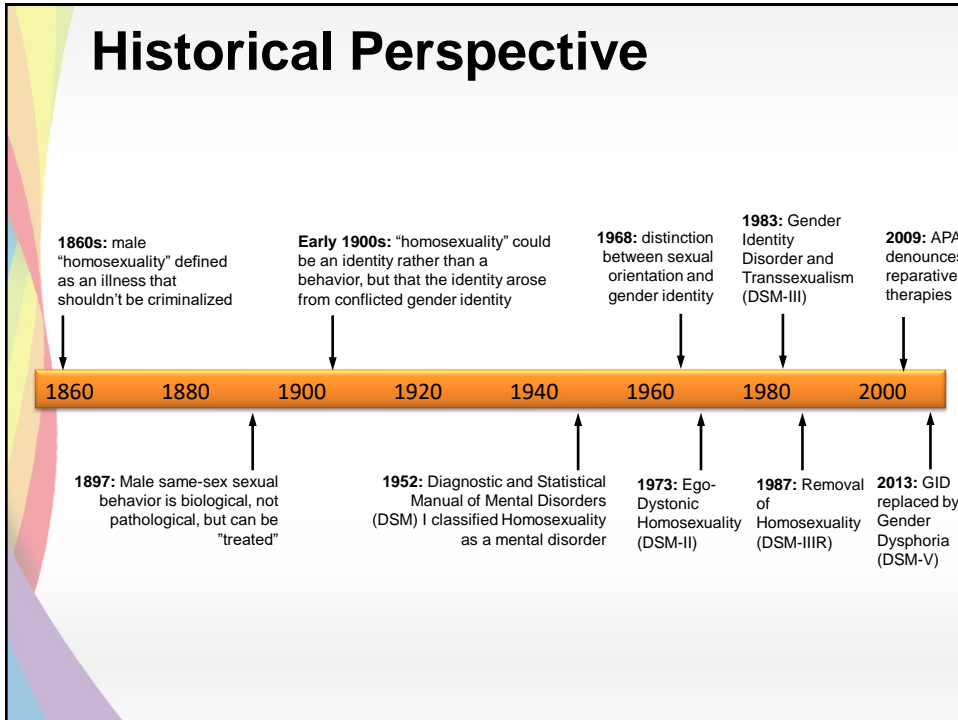 Historical Perspective
1860s: male
"homosexuality" defined
as an illness that
shouldn't be criminalized
Early 1900s: “homosexuality” could
be an identity rather than a
behavior, but that the identity arose
from conflicted gender identity
1968: distinction
between sexual
orientation and
gender identity
1983: Gender
Identity
Disorder and
Transsexualism
(DSM-III)
2009: APA
denounces
reparative
therapies
1860 1880 1900 1920 1940 1960 1980 2000
1897: Male same-sex sexual
behavior is biological, not
pathological, but can be
"treated"
1952: Diagnostic and Statistical
Manual of Mental Disorders
(DSM) I classified Homosexuality
as a mental disorder
1973: Ego-
Dystonic
Homosexuality
(DSM-II)
1987: Removal
of
Homosexuality
(DSM-IIIR)
2013: GID
replaced by
Gender
Dysphoria
(DSM-V)